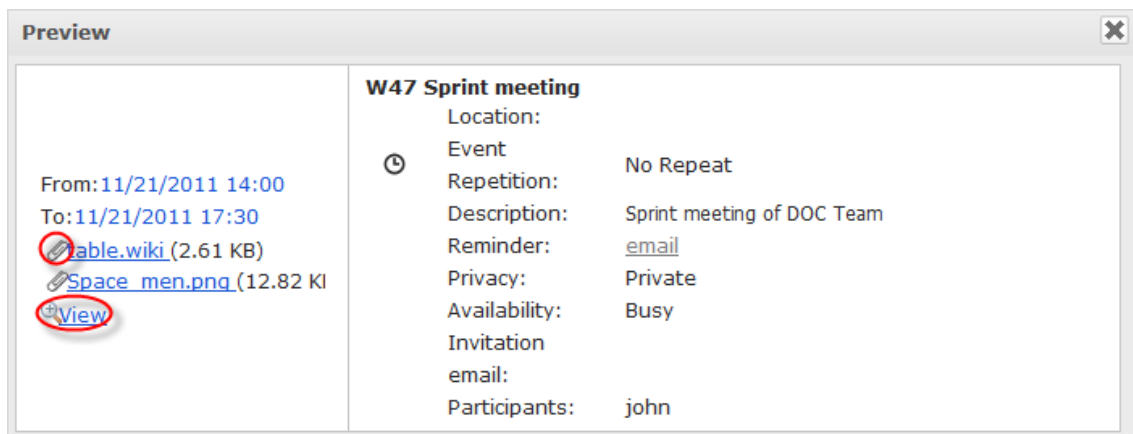 Preview
From:11/21/2011 14:00
To:11/21/2011 17:30
table.wiki (2.61 KB)
Space_men.png (12.82 KI
View
W47 Sprint meeting
Location:
Event
Repetition: No Repeat
Description: Sprint meeting of DOC Team
Reminder: email
Privacy: Private
Availability: Busy
Invitation
email:
Participants: john